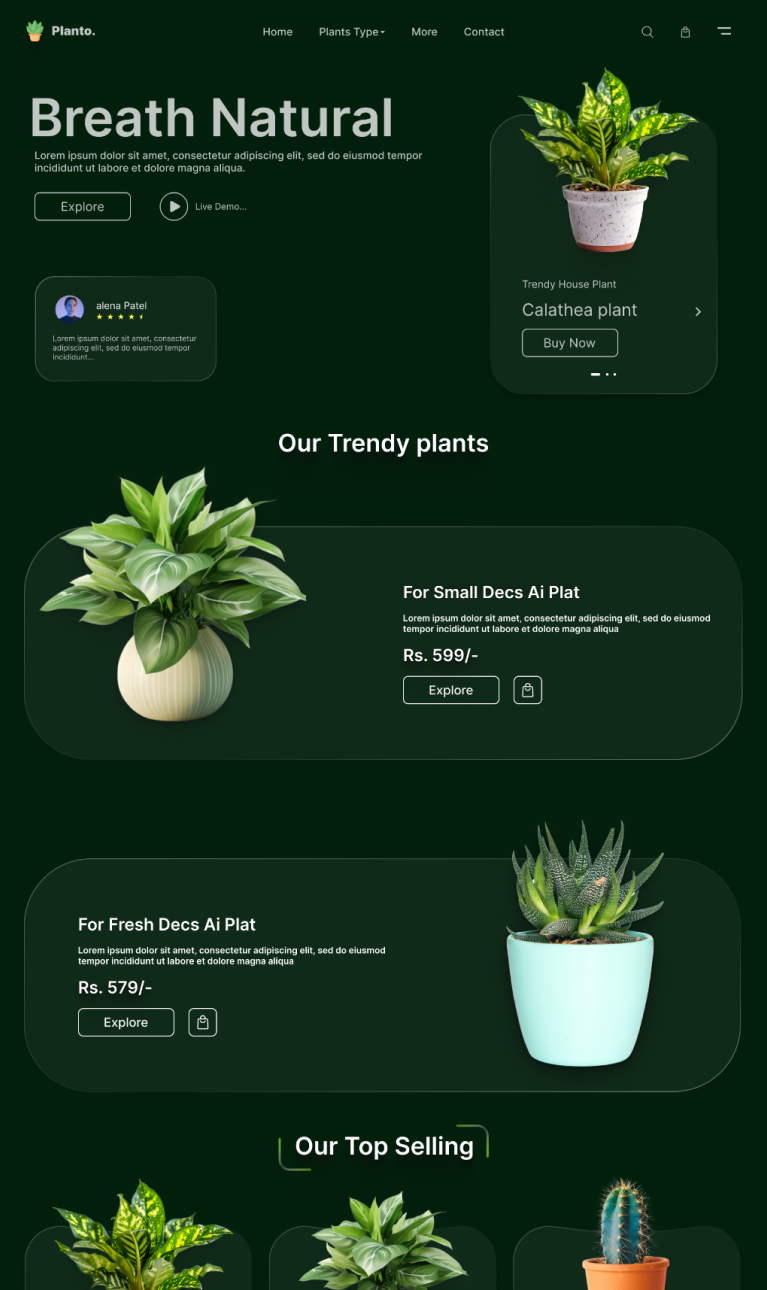 Planto.
Home
Plants Type
More
Contact
Breath Natural
Lorem ipsum dolor sit amet, consectetur adipiscing elit, sed do eiusmod tempor
incididunt ut labore et dolore magna aliqua.
Explore
Live Demo...
Trendy House Plant
Calathea plant
Buy Now
alena Patel
Lorem ipsum dolor sit amet, consectetur
adipiscing elit, sed do eiusmod tempor
incididunt...
Our Trendy plants
For Small Decs Ai Plat
Lorem ipsum dolor sit amet, consectetur adipiscing elit, sed do eiusmod
tempor incididunt ut labore et dolore magna aliqua
Rs. 599/-
Explore
For Fresh Decs Ai Plat
Lorem ipsum dolor sit amet, consectetur adipiscing elit, sed do eiusmod
tempor incididunt ut labore et dolore magna aliqua
Rs. 579/-
Explore
Our Top Selling